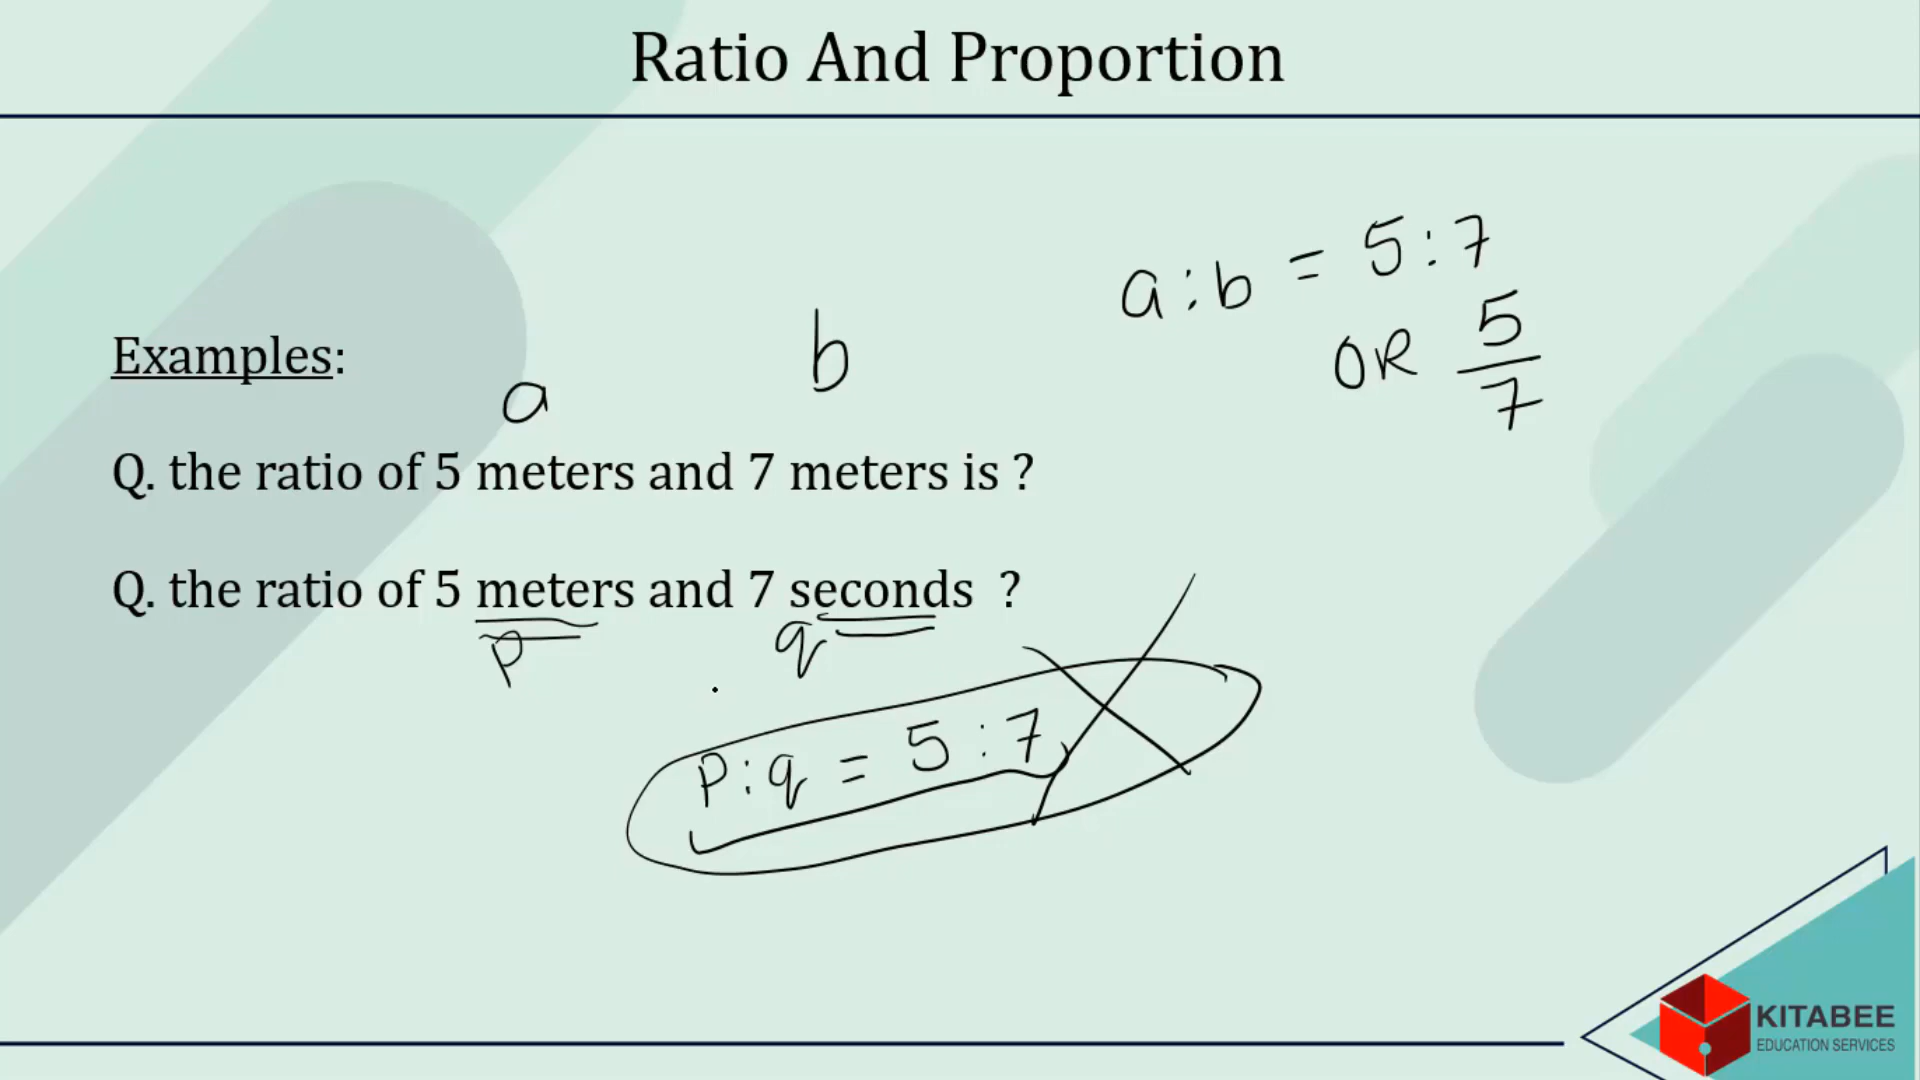 Ratio And Proportion
a:b = 5:7
OR 5/7
Examples:
a b
Q. the ratio of 5 meters and 7 meters is ?
Q. the ratio of 5 meters and 7 seconds ?
p q
p:q = 5:7
KITABEE
EDUCATION SERVICES